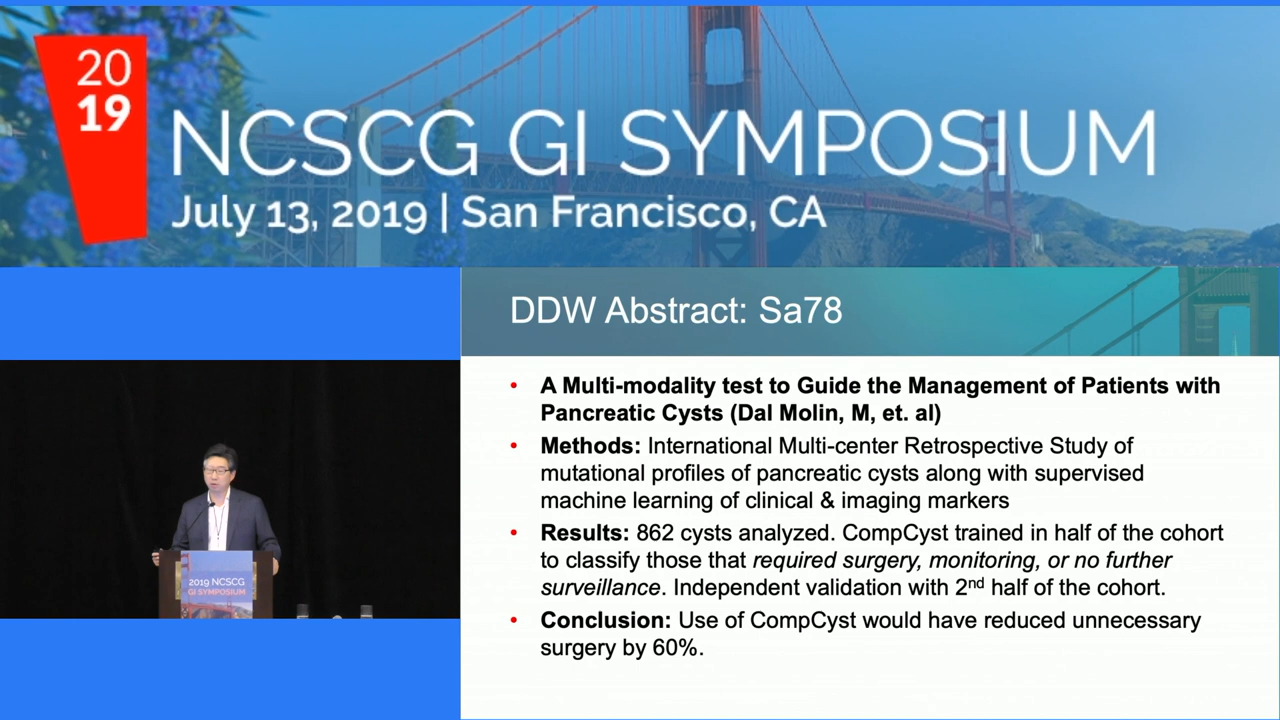 20
19
NCSCG GI SYMPOSIUM
July 13, 2019 | San Francisco, CA
DDW Abstract: Sa78
• A Multi-modality test to Guide the Management of Patients with
Pancreatic Cysts (Dal Molin, M, et. al)
• Methods: International Multi-center Retrospective Study of
mutational profiles of pancreatic cysts along with supervised
machine learning of clinical & imaging markers
• Results: 862 cysts analyzed. CompCyst trained in half of the cohort
to classify those that required surgery, monitoring, or no further
surveillance. Independent validation with 2nd half of the cohort.
• Conclusion: Use of CompCyst would have reduced unnecessary
surgery by 60%.
2019 NCSCG
GI SYMPOSIUM